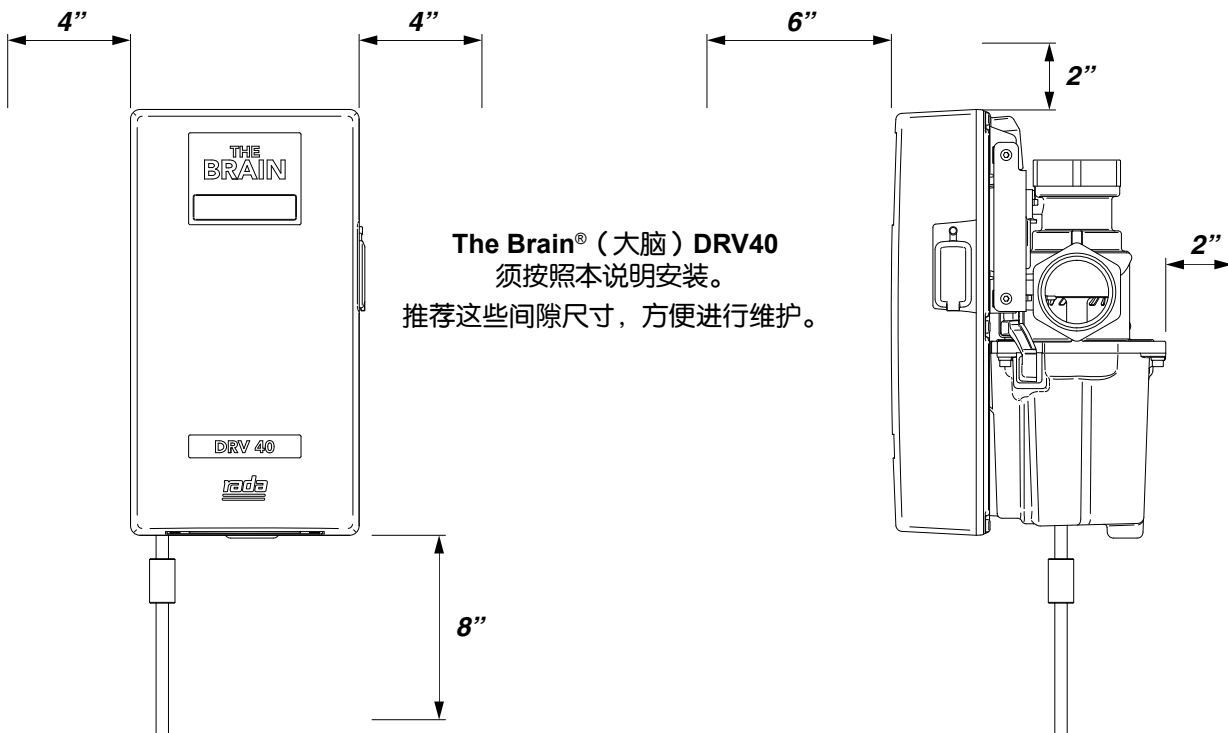 4”
4”
6”
2”
THE
BRAIN
The Brain®（大脑）DRV40
须按照本说明安装。
推荐这些间隙尺寸，方便进行维护。
2”
DRV 40
rada
8”